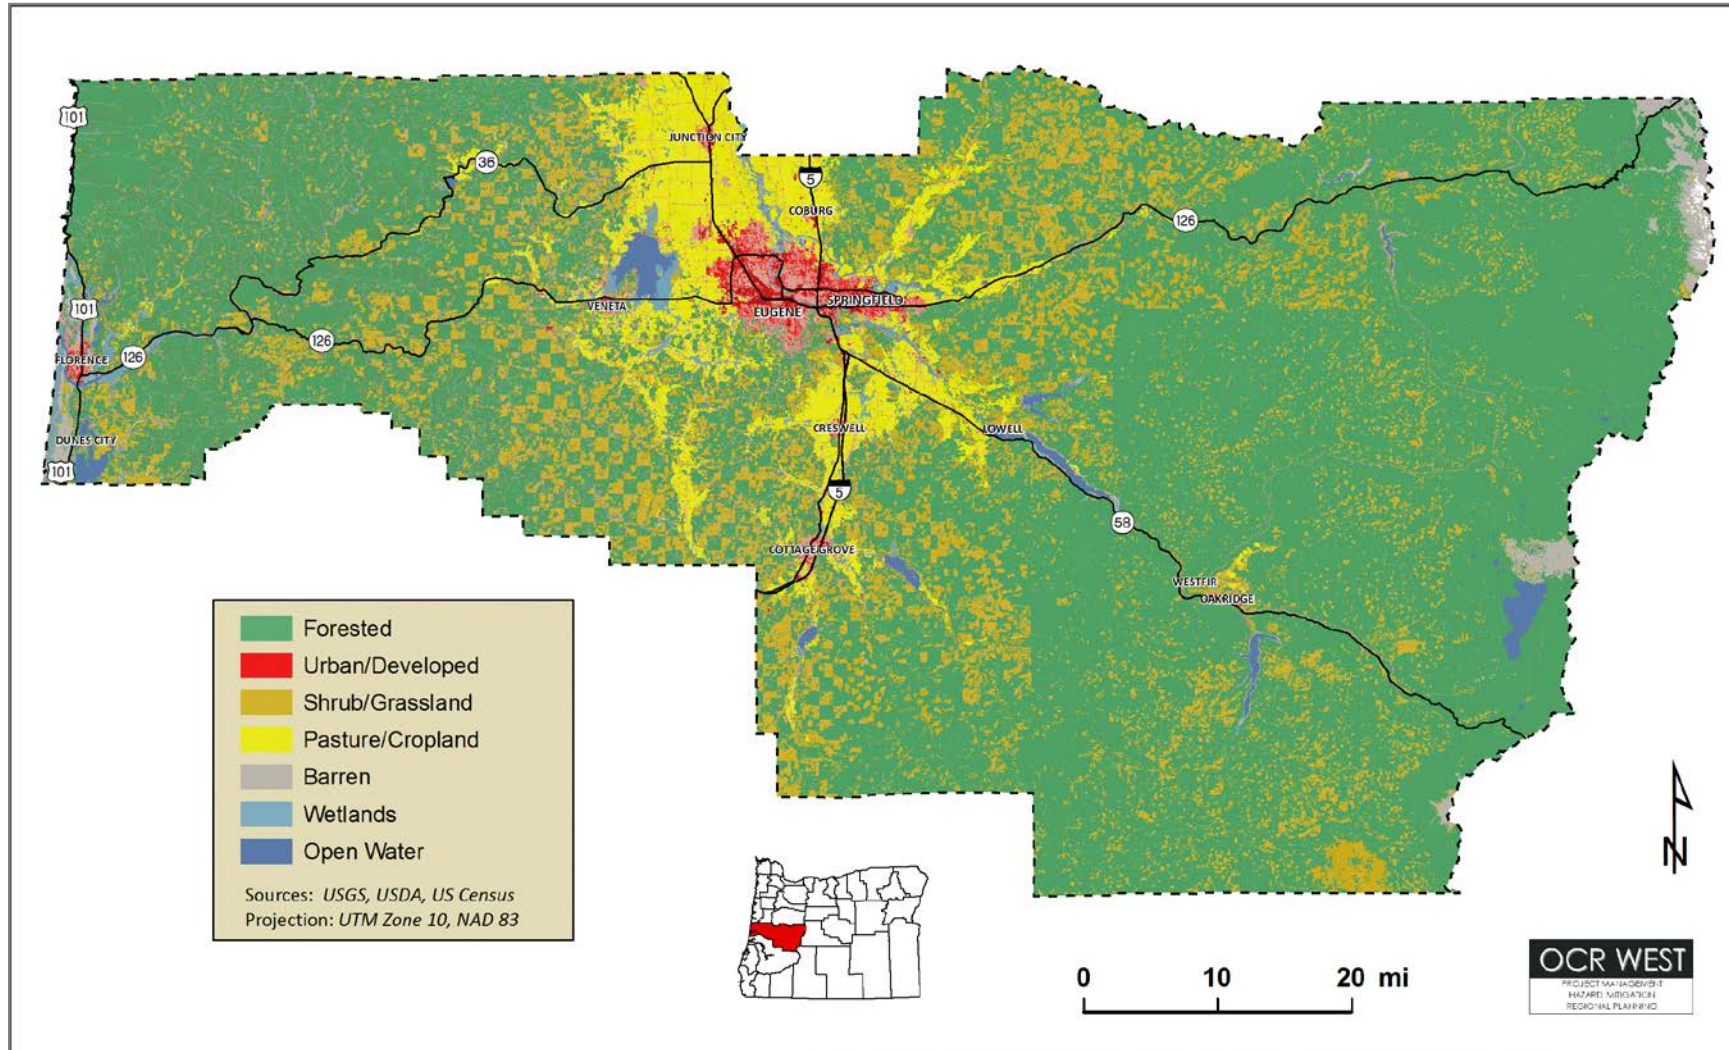 101
JUNCTION CITY
36
5
COBURG
126
101
VENETA
EUGENE
SPRINGFIELD
126
126
FLORENCE
DUNES CITY
101
CRESWELL
LOWELL
5
58
COTTAGE GROVE
WESTFIR
OAKRIDGE
Forested
Urban/Developed
Shrub/Grassland
Pasture/Cropland
Barren
Wetlands
Open Water
Sources: USGS, USDA, US Census
Projection: UTM Zone 10, NAD 83
N
0 10 20 mi
OCR WEST
PROJECT MANAGEMENT
HAZARD MITIGATION
REGIONAL PLANNING